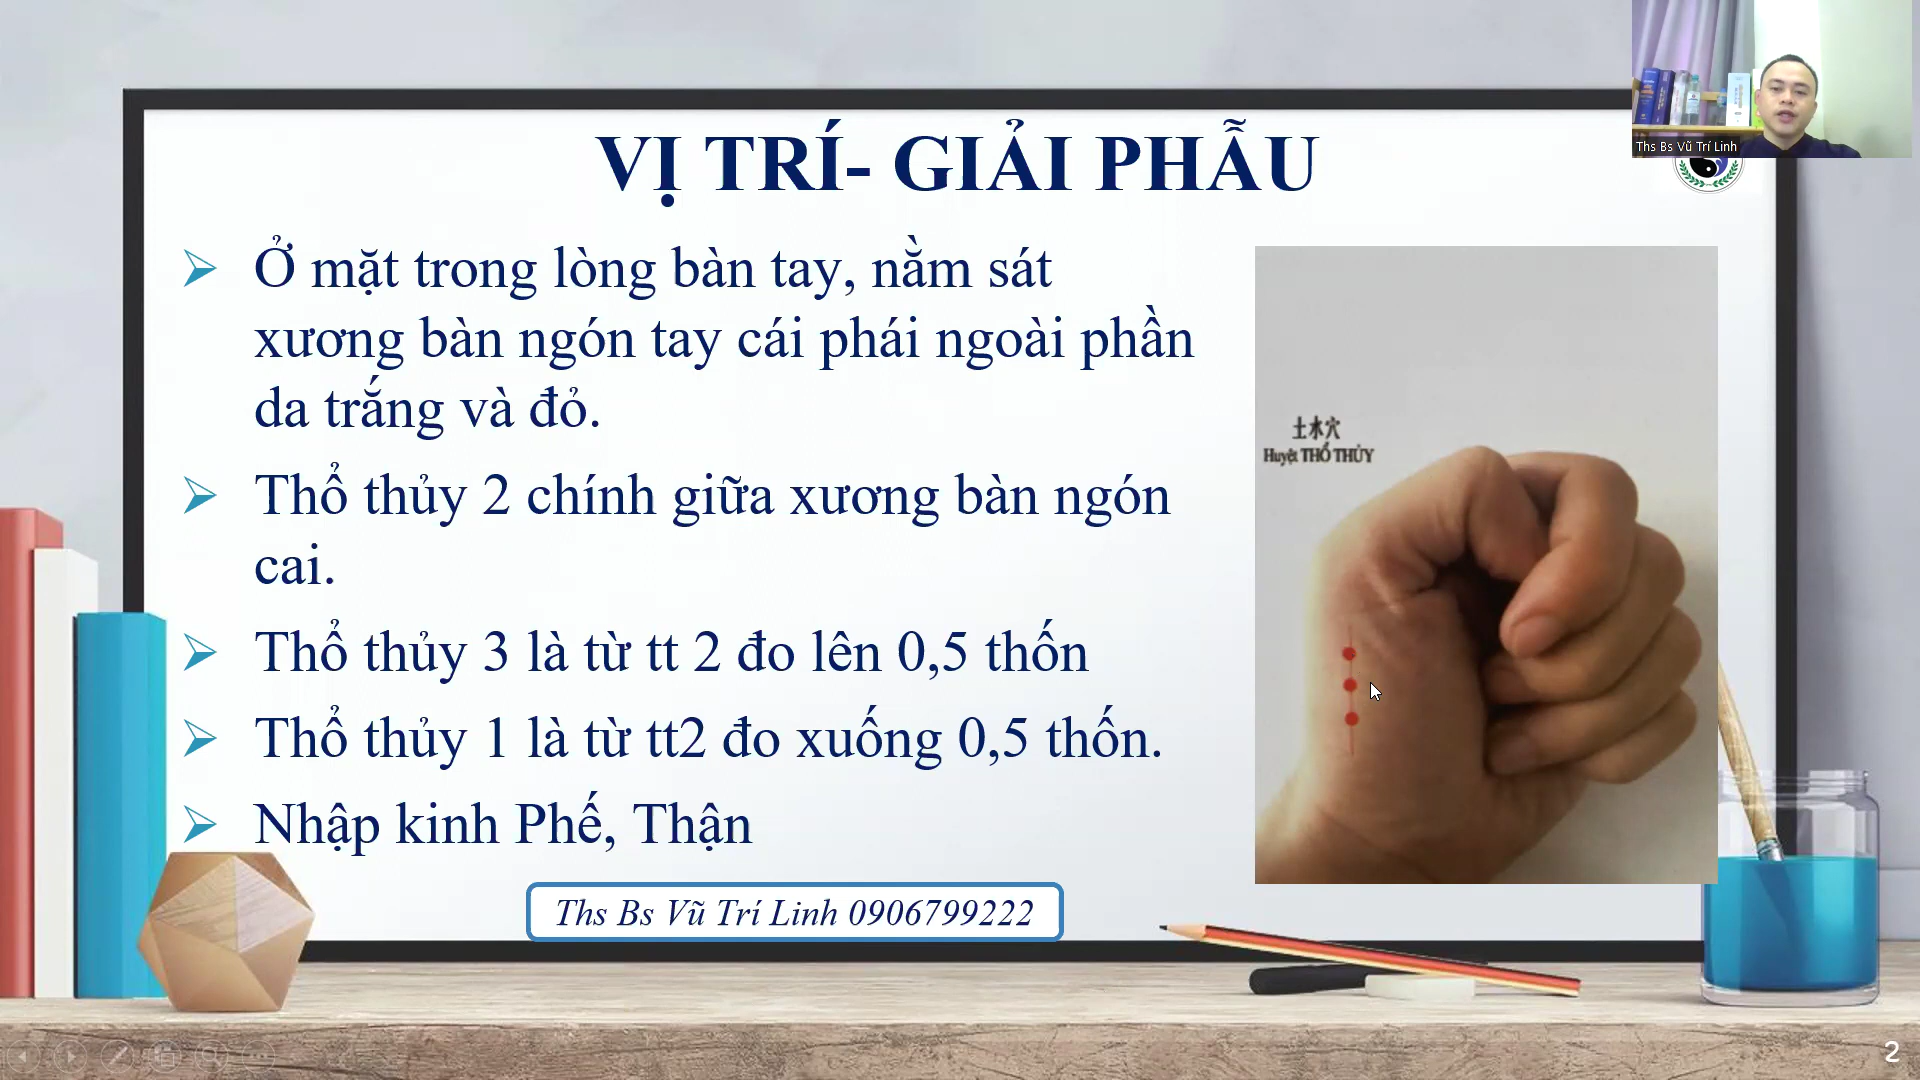 VỊ TRÍ- GIẢI PHẪU
Ths Bs Vũ Trí Linh
Ở mặt trong lòng bàn tay, nằm sát
xương bàn ngón tay cái phái ngoài phần
da trắng và đỏ.
Thổ thủy 2 chính giữa xương bàn ngón
cai.
Thổ thủy 3 là từ tt 2 đo lên 0,5 thốn
Thổ thủy 1 là từ tt2 đo xuống 0,5 thốn.
Nhập kinh Phế, Thận
土水穴
Huyệt THỔ THỦY
Ths Bs Vũ Trí Linh 0906799222
2